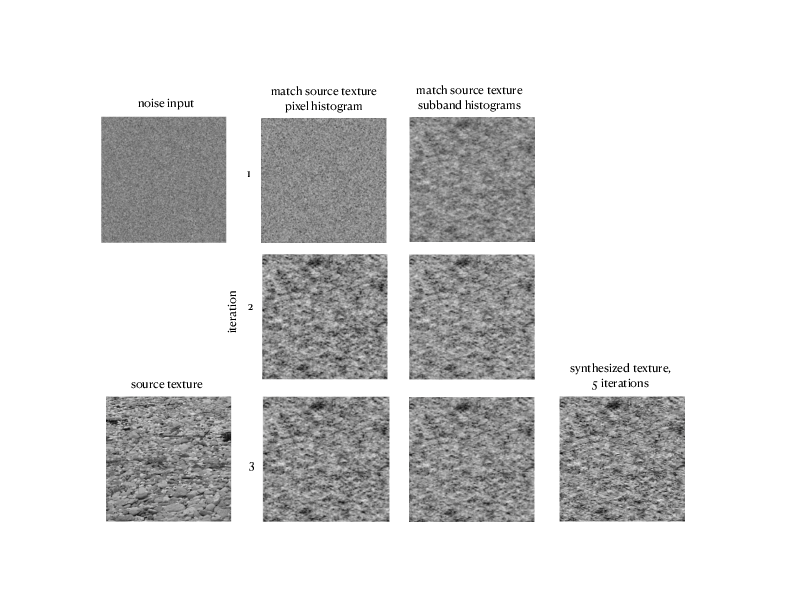 noise input
match source texture
pixel histogram
match source texture
subband histograms
1
iteration
2
source texture
3
synthesized texture,
5 iterations